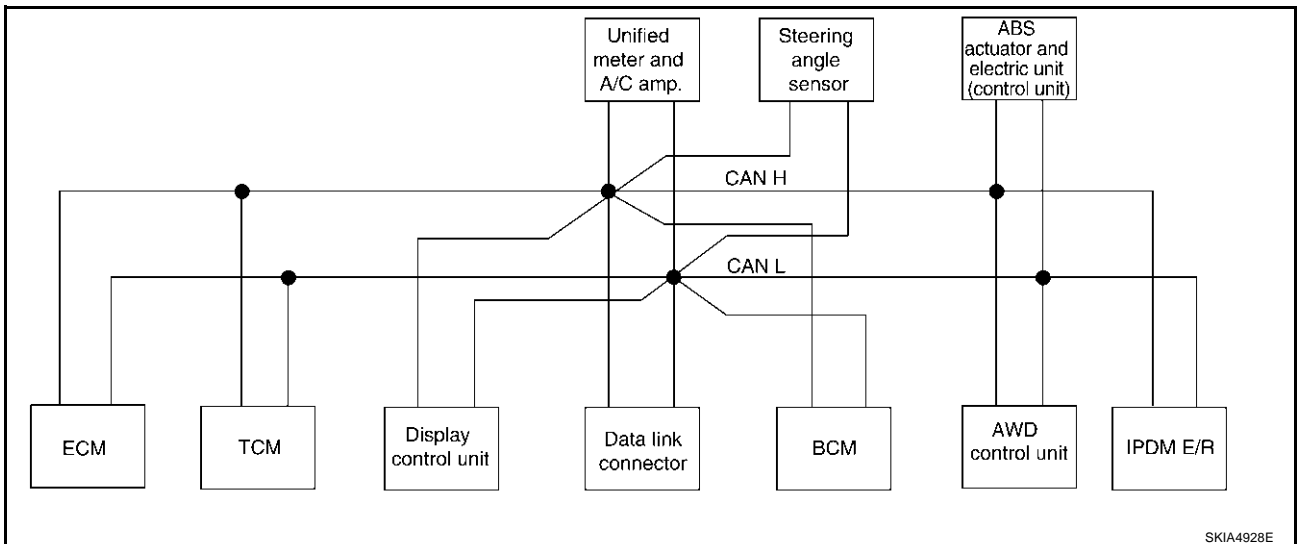 Unified
meter and
A/C amp.
Steering
angle
sensor
ABS
actuator and
electric unit
(control unit)
CAN H
CAN L
ECM
TCM
Display
control unit
Data link
connector
BCM
AWD
control unit
IPDM E/R
SKIA4928E